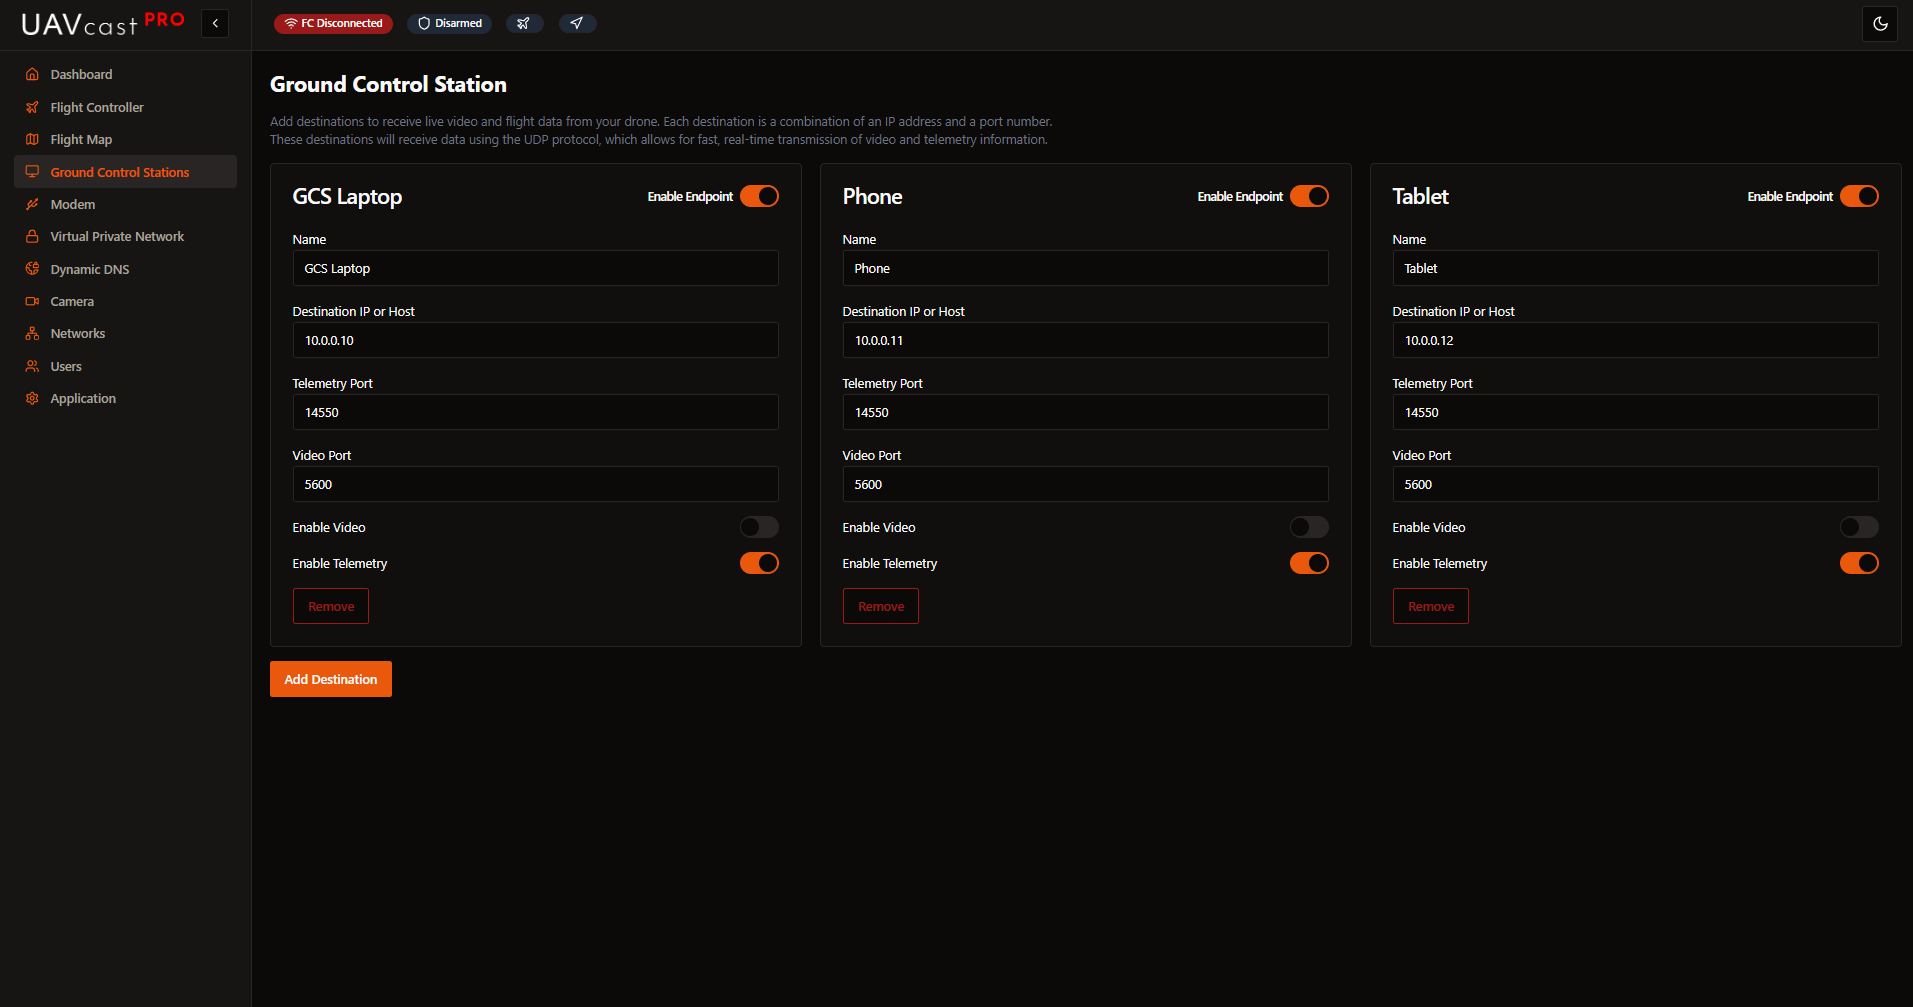 UAVcast PRO
FC Disconnected
Disarmed
Dashboard
Flight Controller
Flight Map
Ground Control Stations
Modem
Virtual Private Network
Dynamic DNS
Camera
Networks
Users
Application
Ground Control Station
Add destinations to receive live video and flight data from your drone. Each destination is a combination of an IP address and a port number.
These destinations will receive data using the UDP protocol, which allows for fast, real-time transmission of video and telemetry information.
GCS Laptop
Enable Endpoint
Name
GCS Laptop
Destination IP or Host
10.0.0.10
Telemetry Port
14550
Video Port
5600
Enable Video
Enable Telemetry
Remove
Phone
Enable Endpoint
Name
Phone
Destination IP or Host
10.0.0.11
Telemetry Port
14550
Video Port
5600
Enable Video
Enable Telemetry
Remove
Tablet
Enable Endpoint
Name
Tablet
Destination IP or Host
10.0.0.12
Telemetry Port
14550
Video Port
5600
Enable Video
Enable Telemetry
Remove
Add Destination